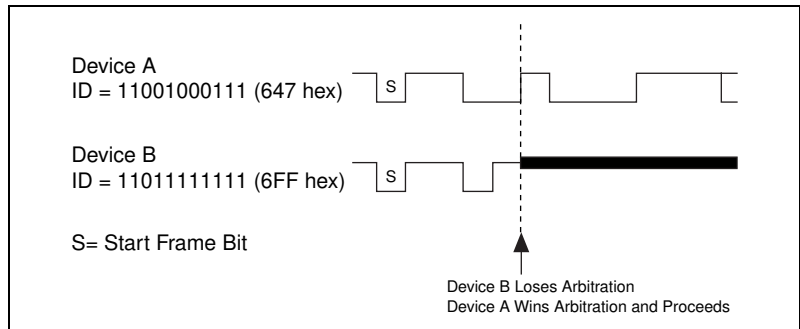 Device A
ID = 11001000111 (647 hex)
S
Device B
ID = 11011111111 (6FF hex)
S
S= Start Frame Bit
Device B Loses Arbitration
Device A Wins Arbitration and Proceeds